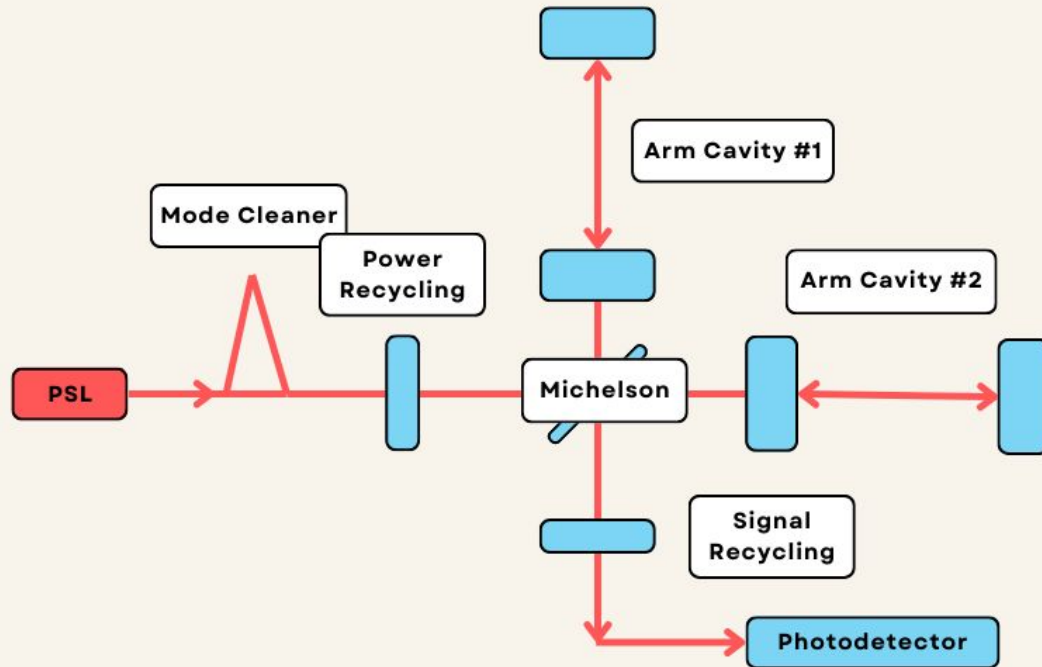 Arm Cavity #1
Mode Cleaner
Power
Recycling
Arm Cavity #2
PSL
Michelson
Signal
Recycling
Photodetector